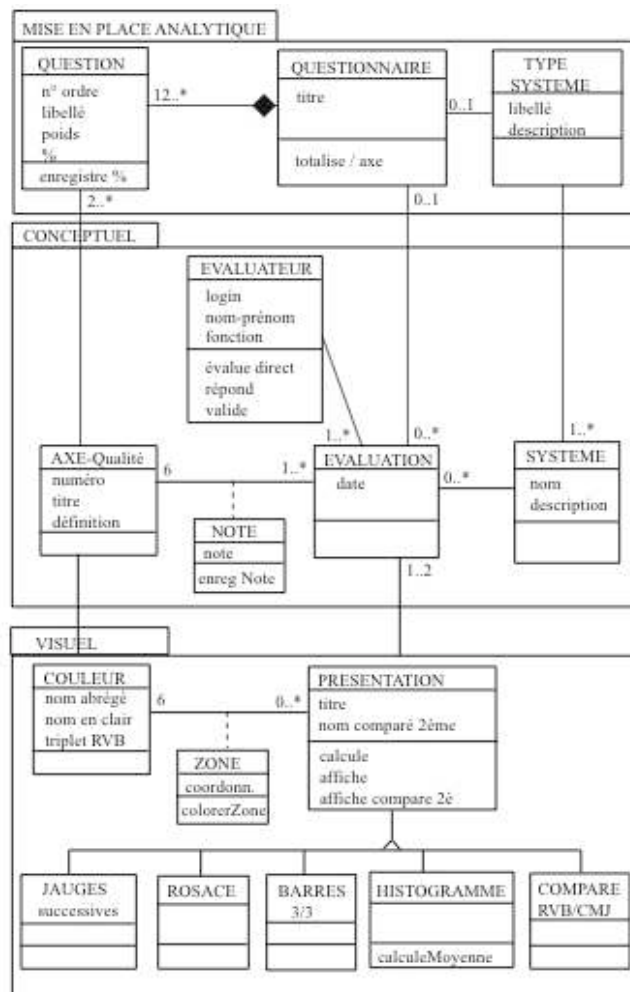 MISE EN PLACE ANALYTIQUE
QUESTION
n° ordre
libellé
poids
%
enregistre %
12..*
QUESTIONNAIRE
titre
totalise / axe
0..1
TYPE
SYSTEME
libellé
description
2..*
0..1
CONCEPTUEL
EVALUATEUR
login
nom-prénom
fonction
évalue direct
répond
valide
1..*
0..*
1..*
AXE-Qualité
numéro
titre
définition
6
1..*
EVALUATION
date
0..*
SYSTEME
nom
description
NOTE
note
enreg Note
1..2
VISUEL
COULEUR
nom abrégé
nom en clair
triplet RVB
6
0..*
PRESENTATION
titre
nom comparé 2ème
calcule
affiche
affiche compare 2è
ZONE
coordonn.
colorerZone
JAUGES
successives
ROSACE
BARRES
3/3
HISTOGRAMME
calculeMoyenne
COMPARE
RVB/CMJ